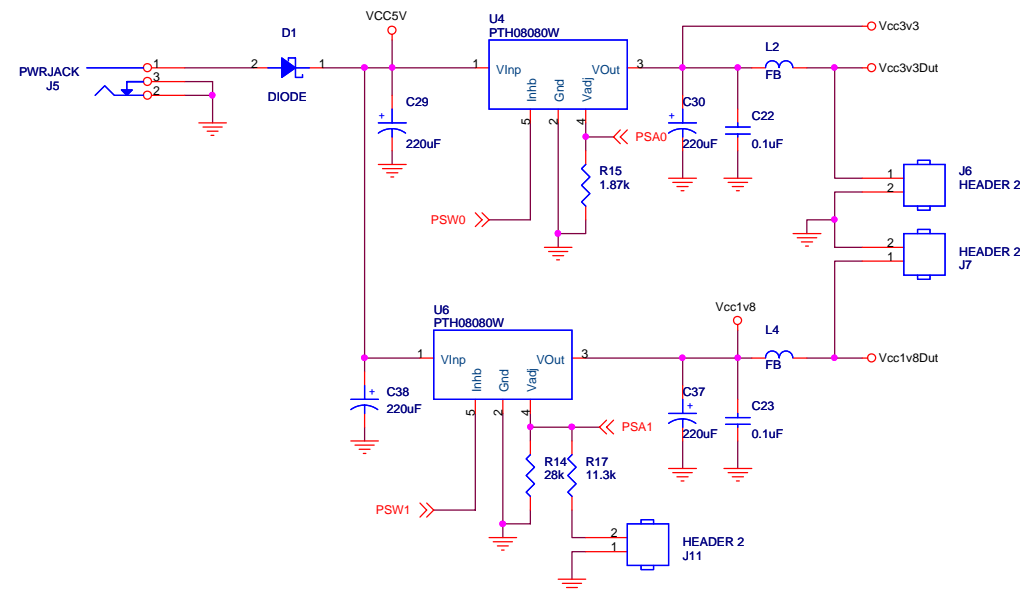 VCC5V
U4
PTH08080W
Vcc3v3
D1
L2
FB
PWRJACK
J5
1
3
2
2
1
DIODE
1
VInp
VOut
3
Inhb
Gnd
Vadj
5
2
4
Vcc3v3Dut
C29
220uF
PSA0
C30
220uF
C22
0.1uF
R15
1.87k
PSW0
1
2
J6
HEADER 2
2
1
HEADER 2
J7
U6
PTH08080W
Vcc1v8
L4
FB
1
VInp
VOut
3
Inhb
Gnd
Vadj
5
2
4
Vcc1v8Dut
C38
220uF
PSA1
C37
220uF
C23
0.1uF
R14
28k
R17
11.3k
PSW1
2
1
HEADER 2
J11